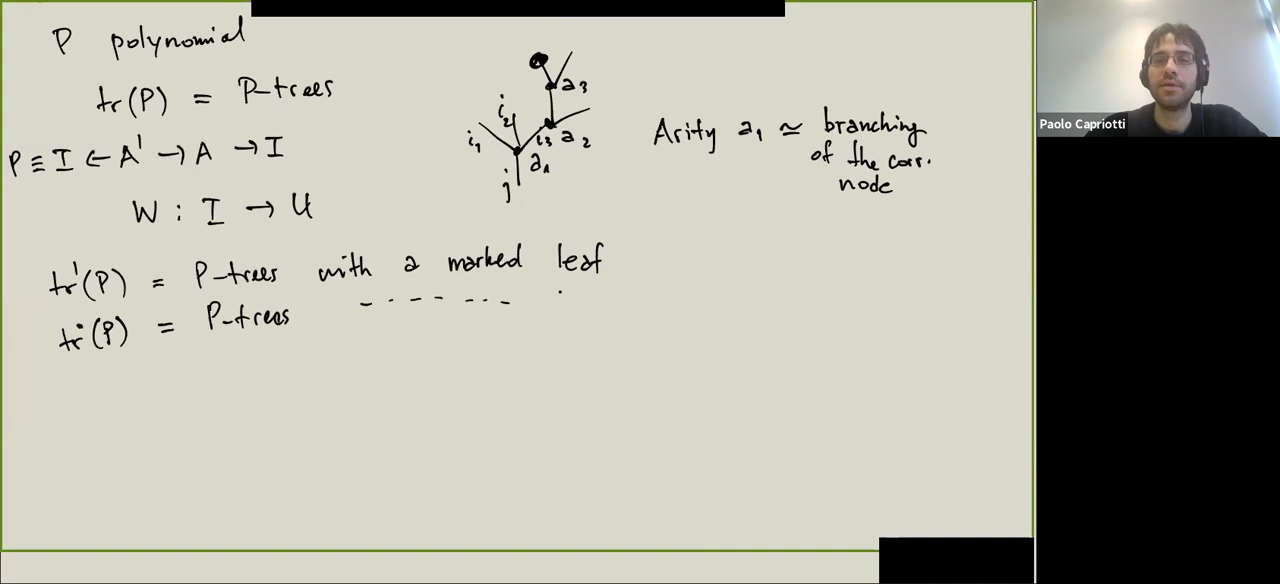 P polynomial
tr(P) = P-trees
P ≡ I ← A' → A → I
W : I → U
a₃
i₂
i₁ i₃ a₂
a₁
j
Arity a₁ ≃ branching
of the corr.
node
tr'(P) = P-trees with a marked leaf
tr•(P) = P-trees – · – – – · · –  ·
Paolo Capriotti